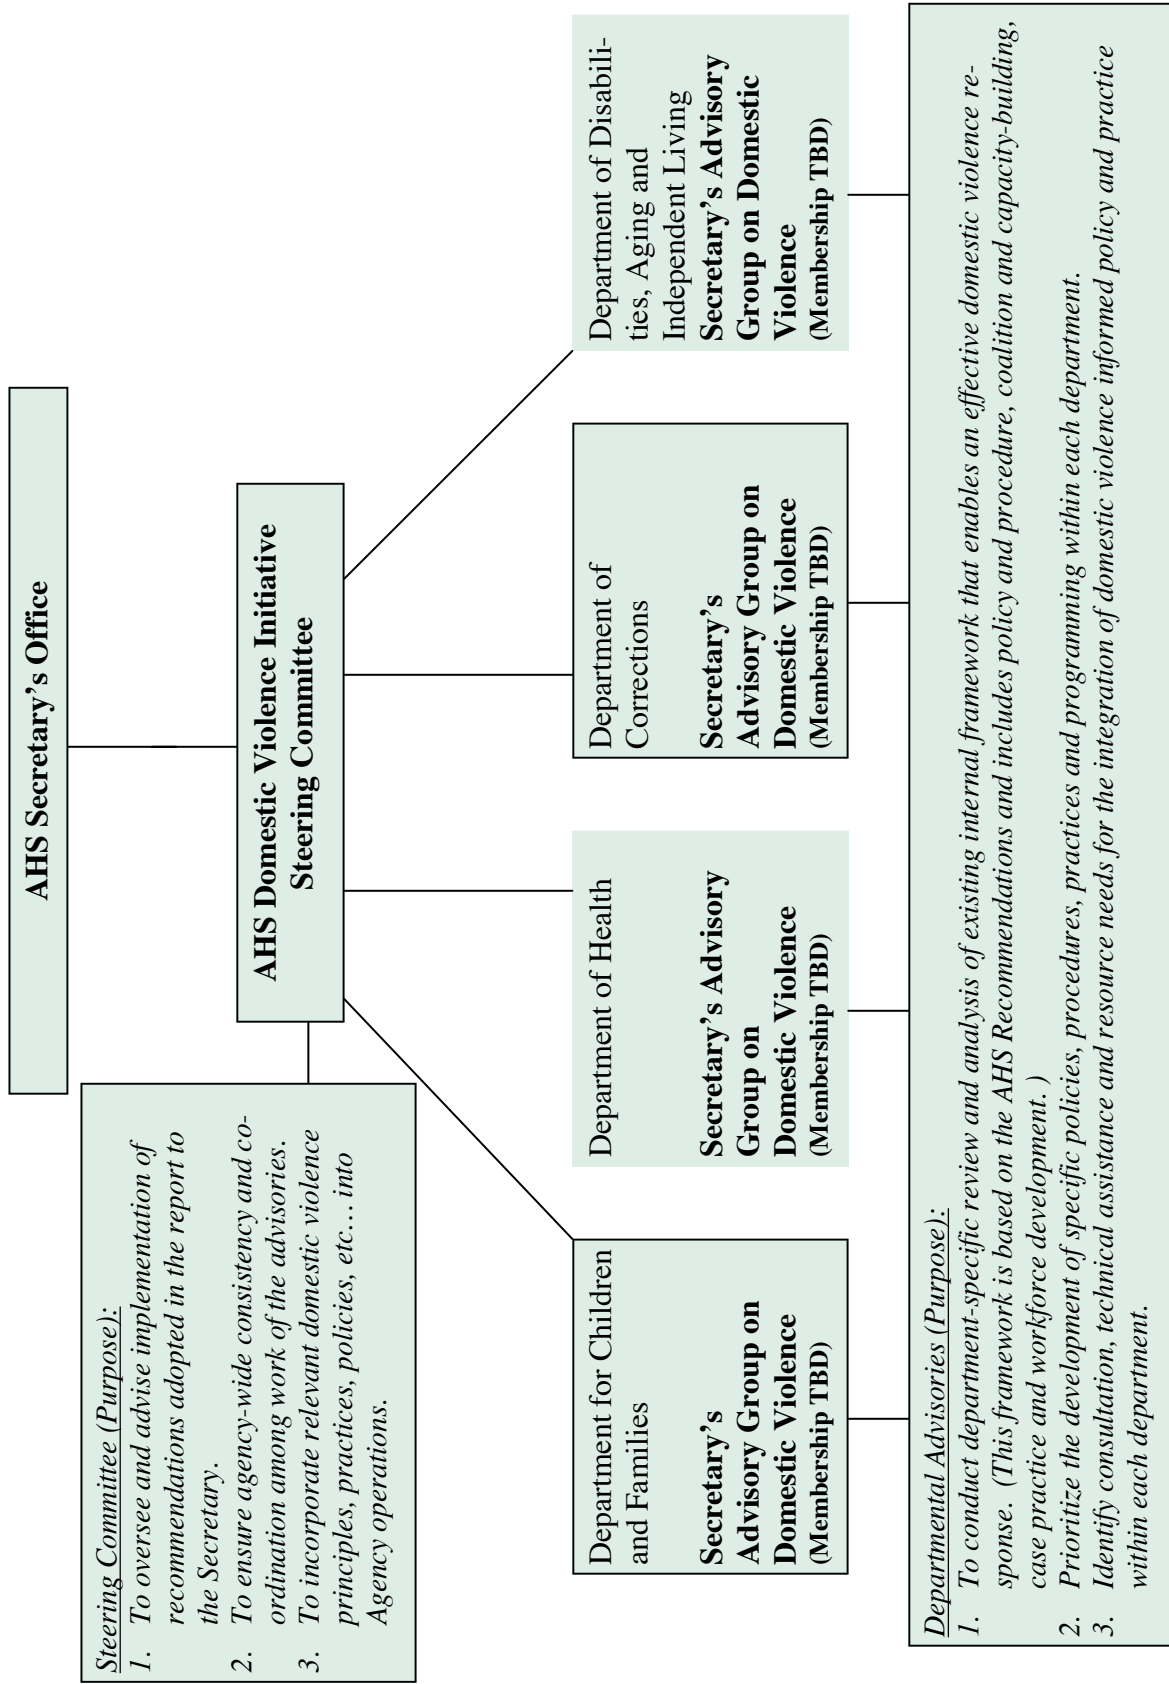 AHS Secretary's Office
AHS Domestic Violence Initiative
Steering Committee
Steering Committee (Purpose):
1. To oversee and advise implementation of
recommendations adopted in the report to
the Secretary.
2. To ensure agency-wide consistency and co-
ordination among work of the advisories.
3. To incorporate relevant domestic violence
principles, practices, policies, etc… into
Agency operations.
Department for Children
and Families
Secretary's
Advisory Group on
Domestic Violence
(Membership TBD)
Department of Health
Secretary's Advisory
Group on
Domestic Violence
(Membership TBD)
Department of
Corrections
Secretary's
Advisory Group on
Domestic Violence
(Membership TBD)
Department of Disabili-
ties, Aging and
Independent Living
Secretary's Advisory
Group on Domestic
Violence
(Membership TBD)
Departmental Advisories (Purpose):
1. To conduct department-specific review and analysis of existing internal framework that enables an effective domestic violence re-
sponse. (This framework is based on the AHS Recommendations and includes policy and procedure, coalition and capacity-building,
case practice and workforce development. )
2. Prioritize the development of specific policies, procedures, practices and programming within each department.
3. Identify consultation, technical assistance and resource needs for the integration of domestic violence informed policy and practice
within each department.